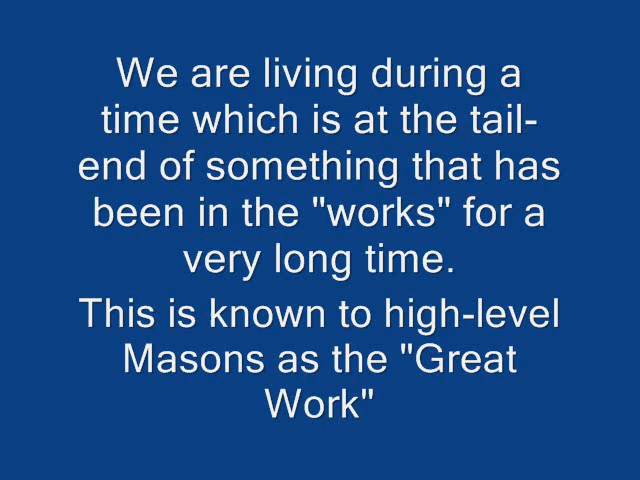 We are living during a
time which is at the tail-
end of something that has
been in the "works" for a
very long time.
This is known to high-level
Masons as the "Great
Work"